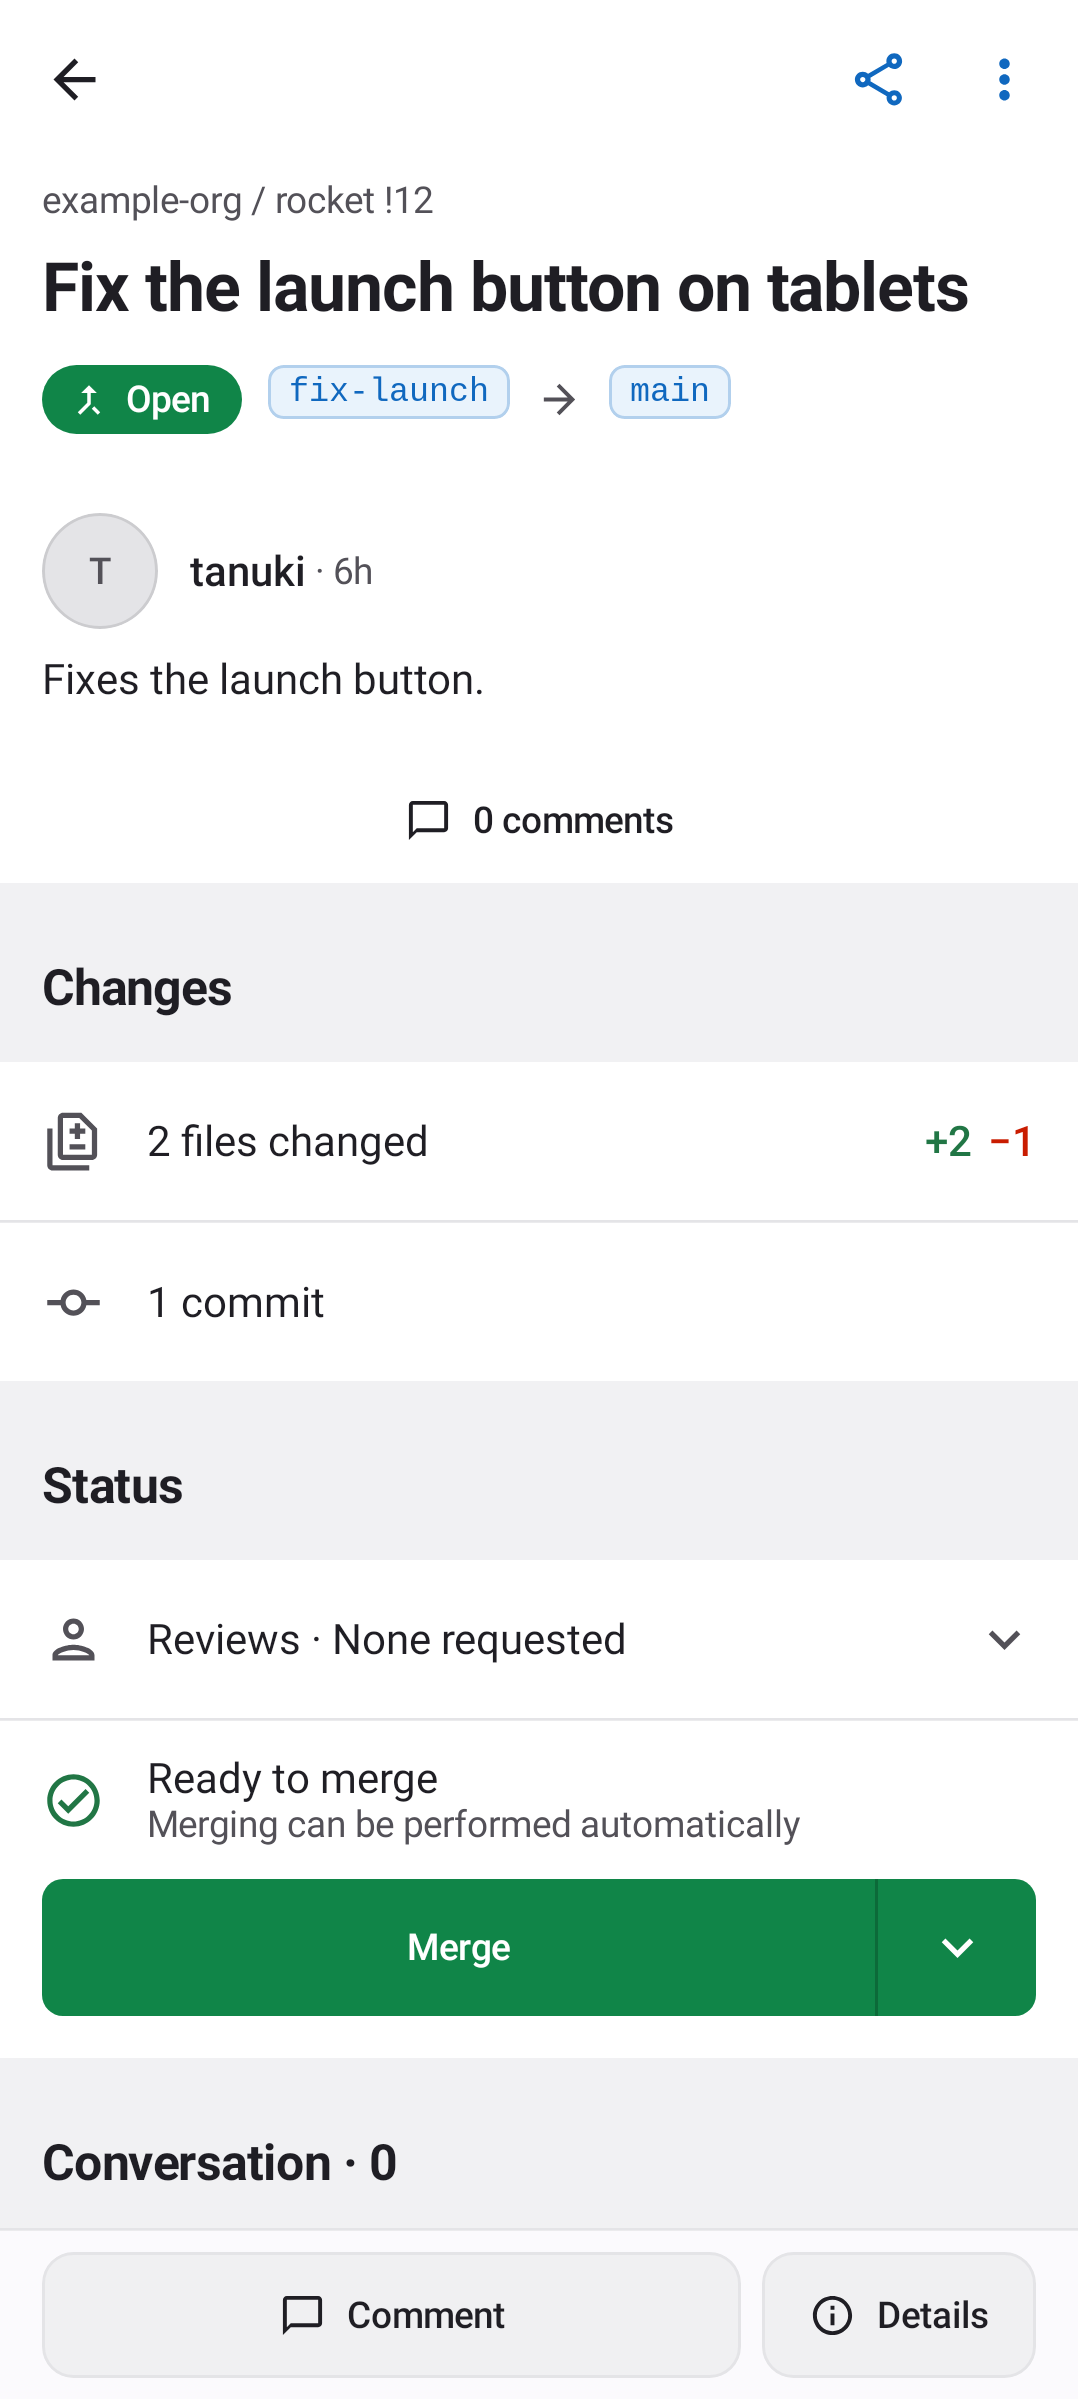 example-org / rocket !12
Fix the launch button on tablets
Open fix-launch → main
T tanuki · 6h
Fixes the launch button.
0 comments
Changes
2 files changed +2 −1
1 commit
Status
Reviews · None requested
Ready to merge
Merging can be performed automatically
Merge
Conversation · 0
Comment Details